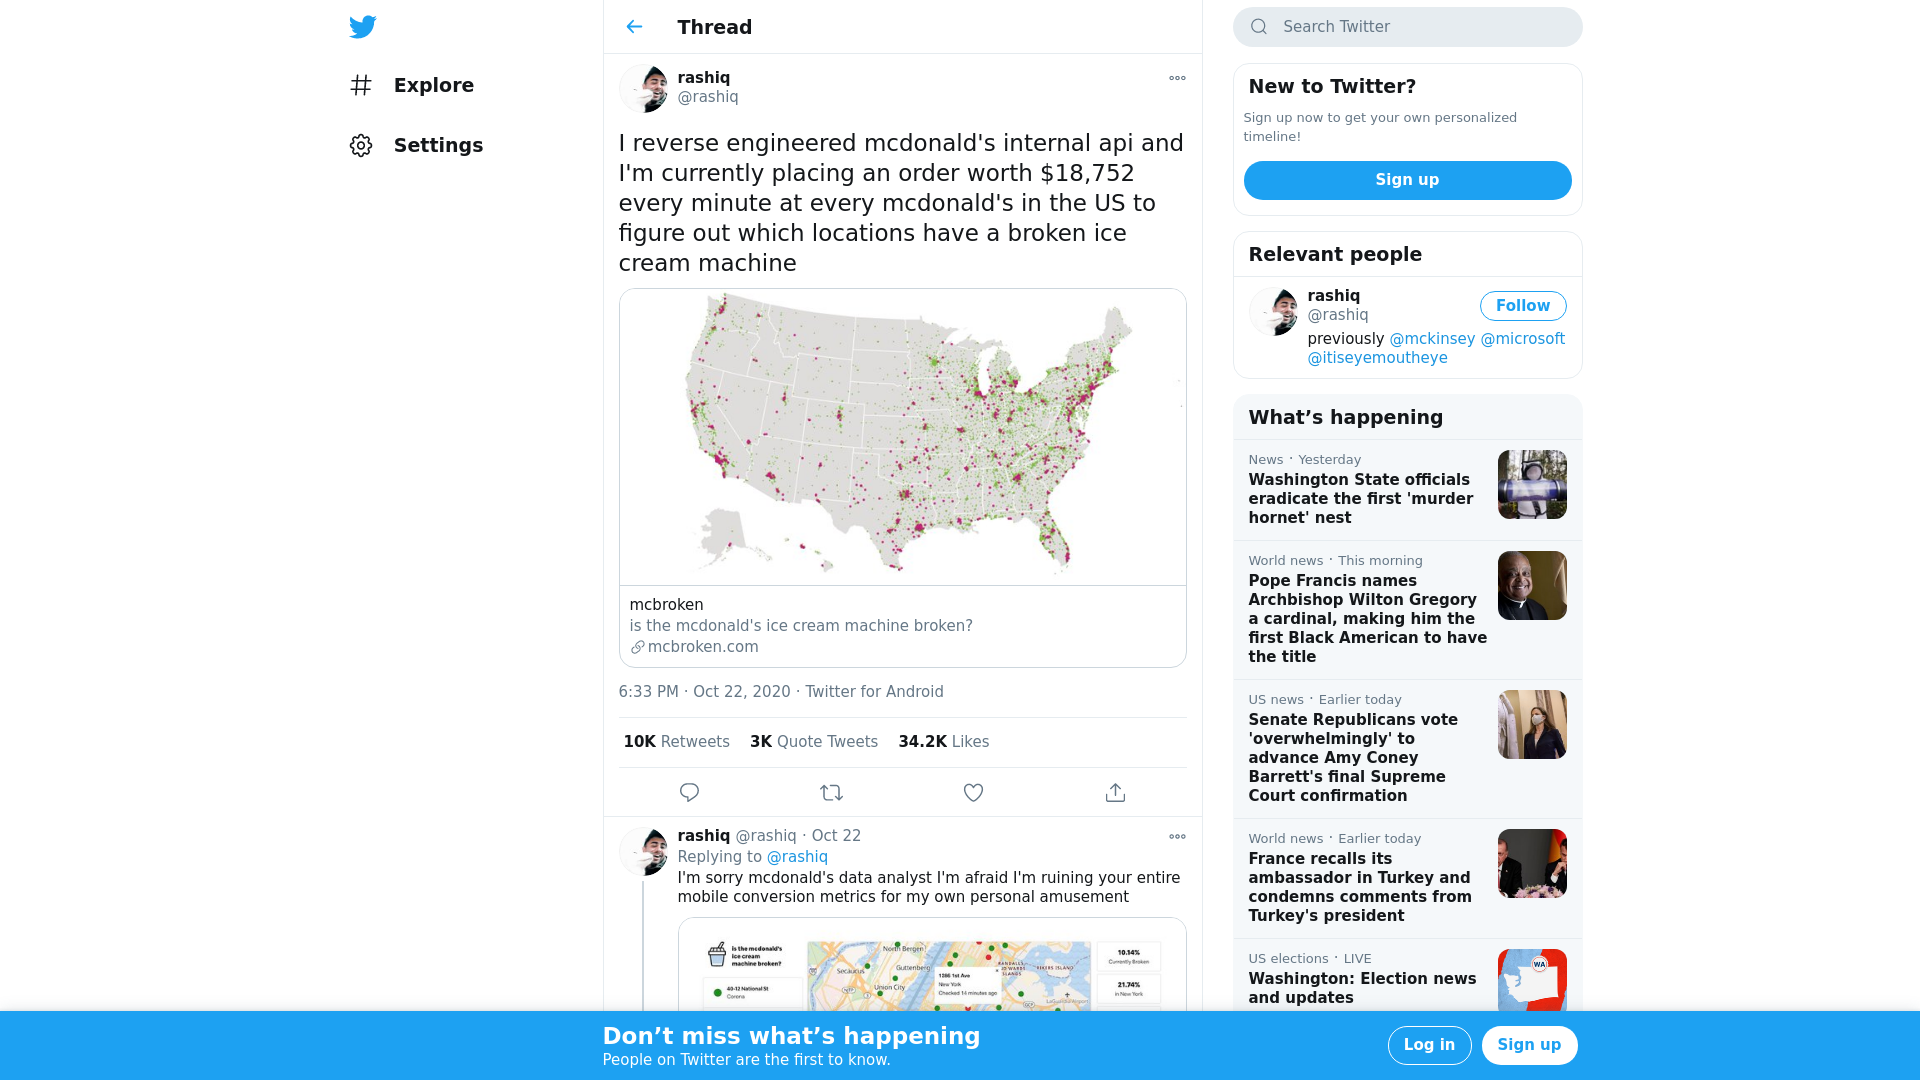 Explore
Settings
Thread
rashiq
@rashiq
I reverse engineered mcdonald's internal api and
I'm currently placing an order worth $18,752
every minute at every mcdonald's in the US to
figure out which locations have a broken ice
cream machine
mcbroken
is the mcdonald's ice cream machine broken?
mcbroken.com
6:33 PM · Oct 22, 2020 · Twitter for Android
10K Retweets 3K Quote Tweets 34.2K Likes
rashiq @rashiq · Oct 22
Replying to @rashiq
I'm sorry mcdonald's data analyst I'm afraid I'm ruining your entire
mobile conversion metrics for my own personal amusement
is the mcdonald's
ice cream
machine broken?
40-12 National St
Corona
North Bergen
Secaucus
Guttenberg
Union City
1286 1st Ave
New York
Checked 14 minutes ago
RIKERS ISLAND
10.14%
Currently Broken
21.74%
in New York
Search Twitter
New to Twitter?
Sign up now to get your own personalized
timeline!
Sign up
Relevant people
rashiq
@rashiq
Follow
previously @mckinsey @microsoft
@itiseyemoutheye
What's happening
News · Yesterday
Washington State officials
eradicate the first 'murder
hornet' nest
World news · This morning
Pope Francis names
Archbishop Wilton Gregory
a cardinal, making him the
first Black American to have
the title
US news · Earlier today
Senate Republicans vote
'overwhelmingly' to
advance Amy Coney
Barrett's final Supreme
Court confirmation
World news · Earlier today
France recalls its
ambassador in Turkey and
condemns comments from
Turkey's president
US elections · LIVE
Washington: Election news
and updates
WA
Don't miss what's happening
People on Twitter are the first to know.
Log in
Sign up